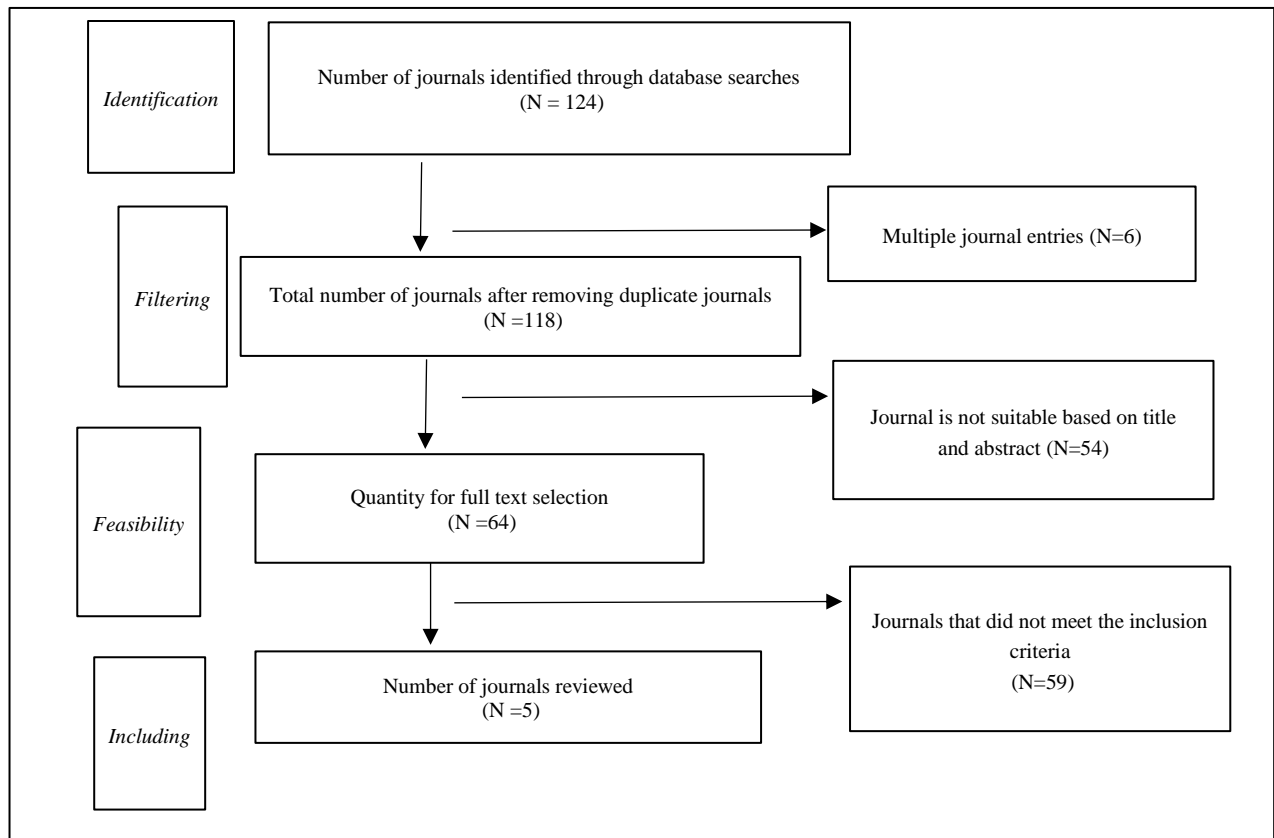 Identification
Number of journals identified through database searches
(N = 124)
Multiple journal entries (N=6)
Filtering
Total number of journals after removing duplicate journals
(N =118)
Journal is not suitable based on title
and abstract (N=54)
Feasibility
Quantity for full text selection
(N =64)
Journals that did not meet the inclusion
criteria
(N=59)
Including
Number of journals reviewed
(N =5)